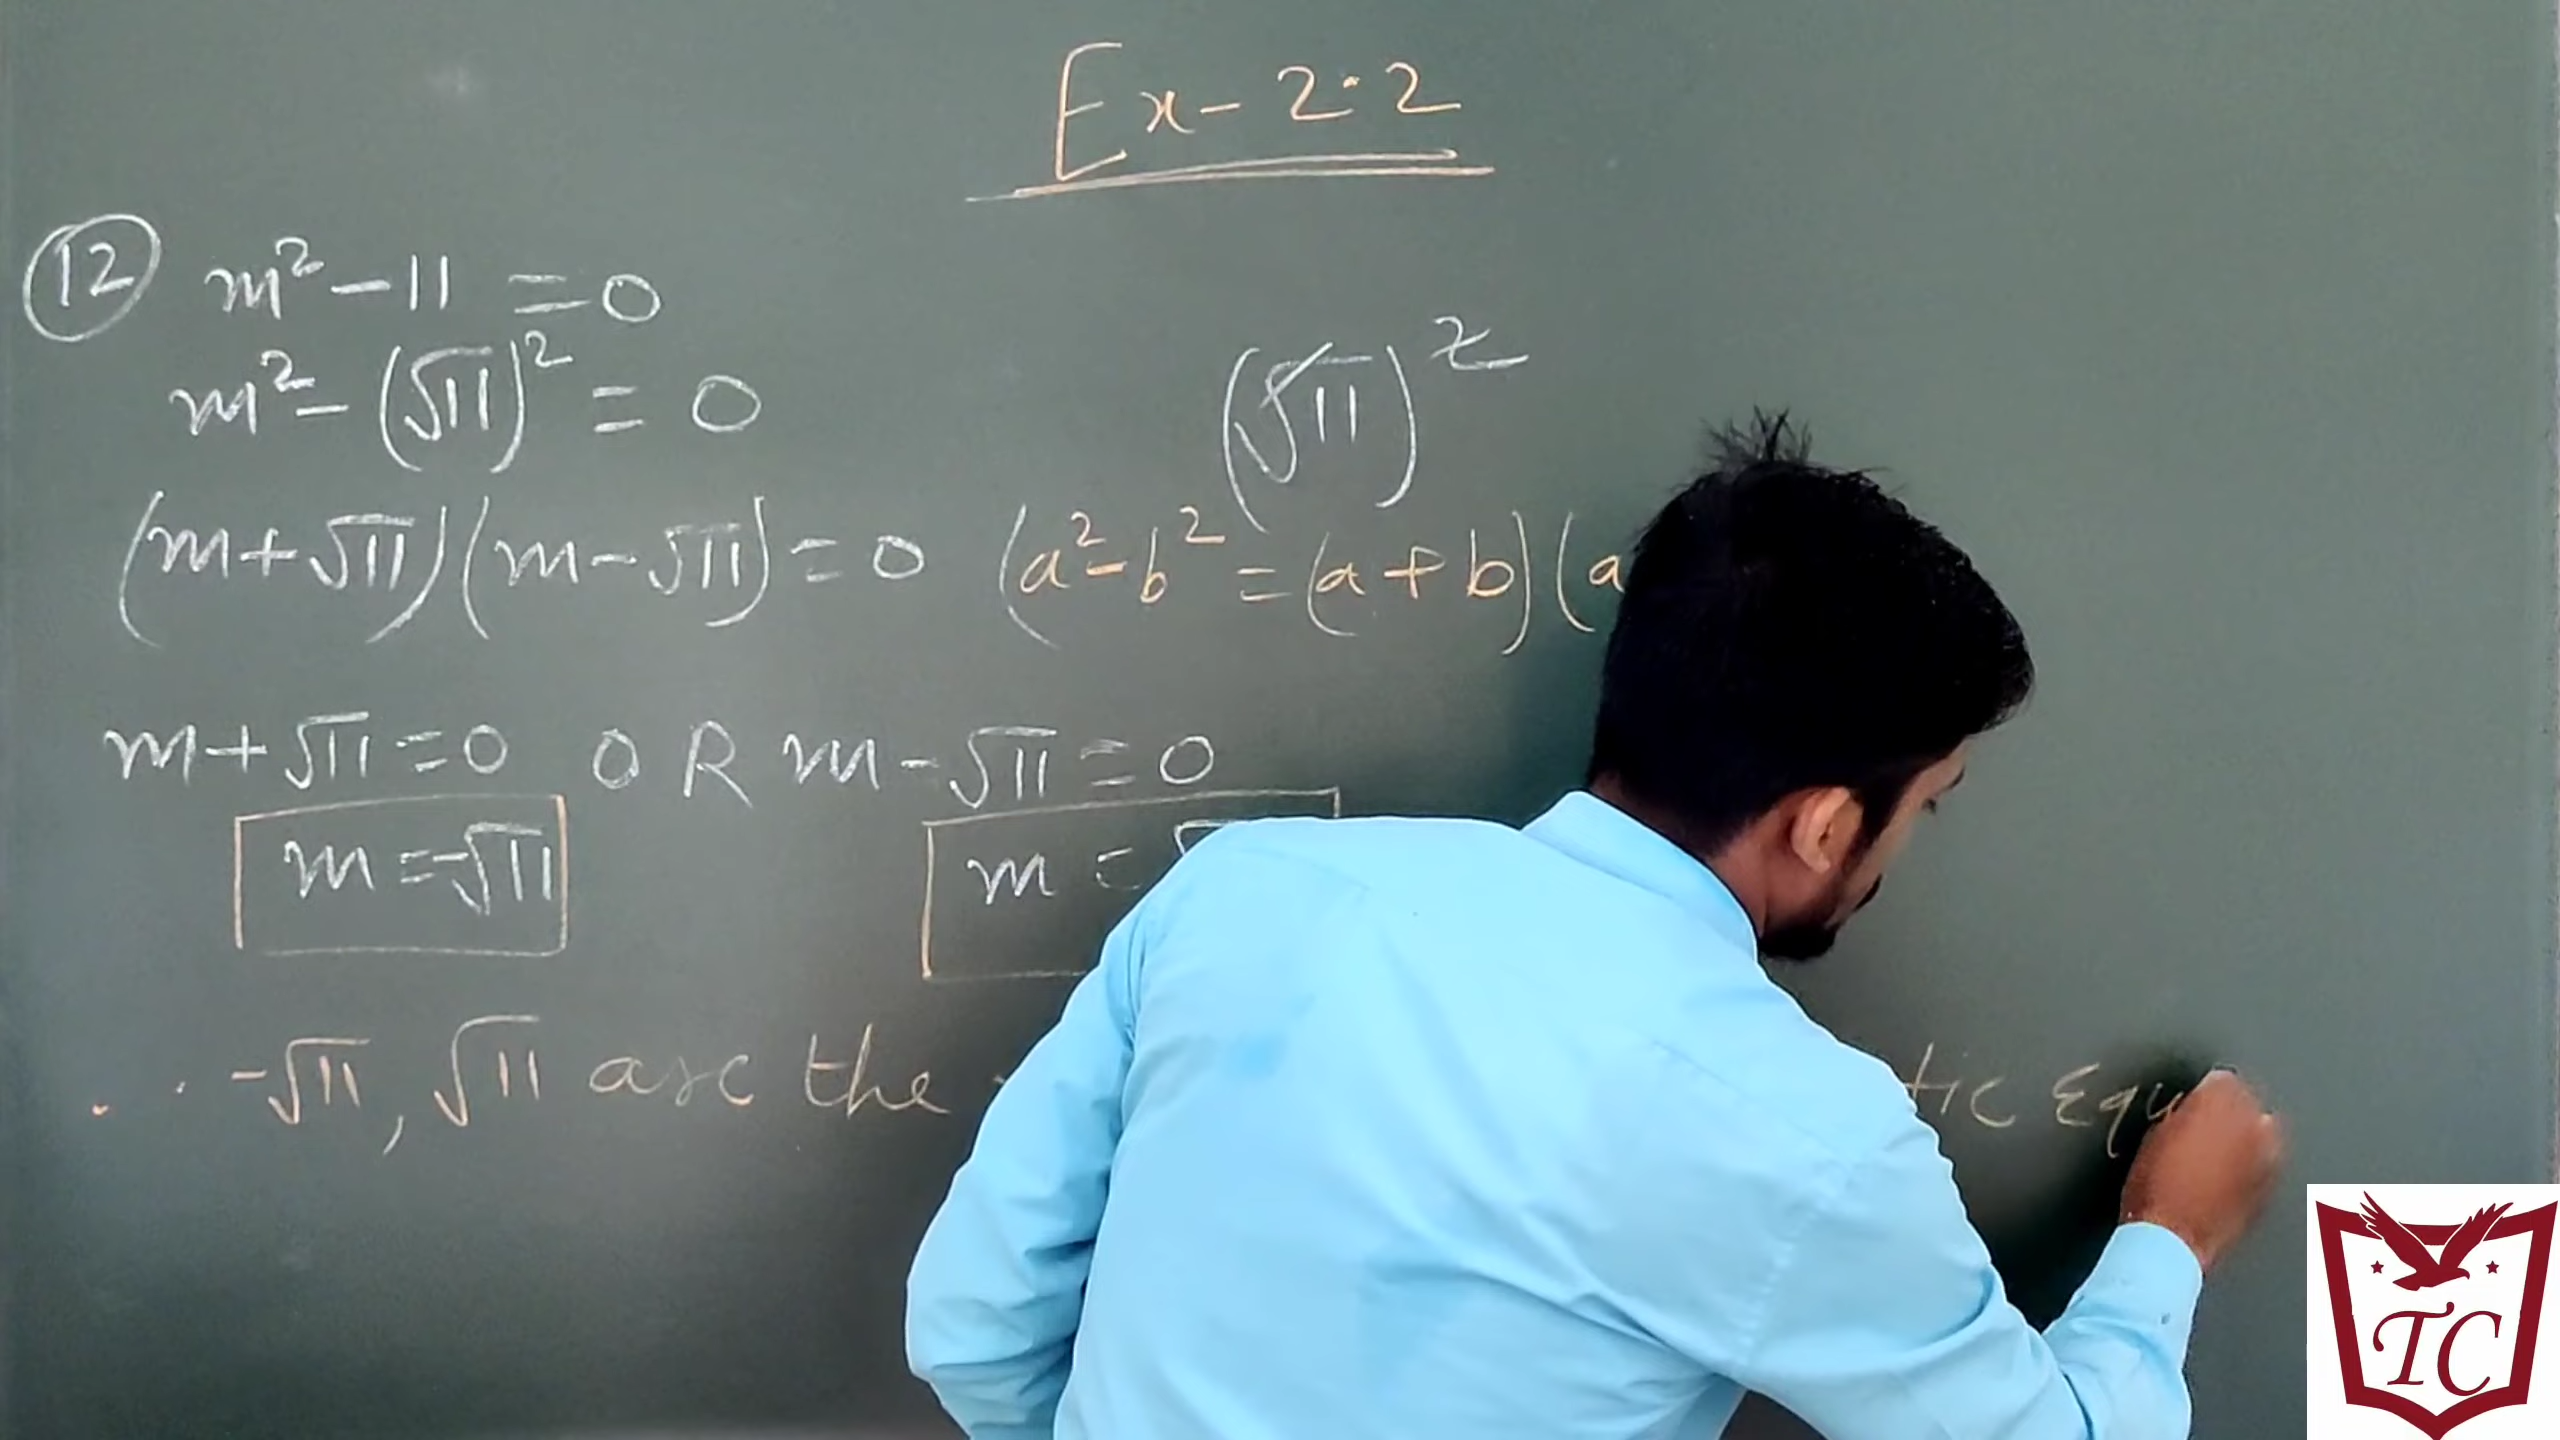 Ex - 2.2
12 m² - 11 = 0
m² - (√11)² = 0
(√11)²
(m + √11)(m - √11) = 0 (a² - b² = (a + b)(a
m + √11 = 0 OR m - √11 = 0
m = -√11 m =
. . -√11, √11 are the tic Equ
TC